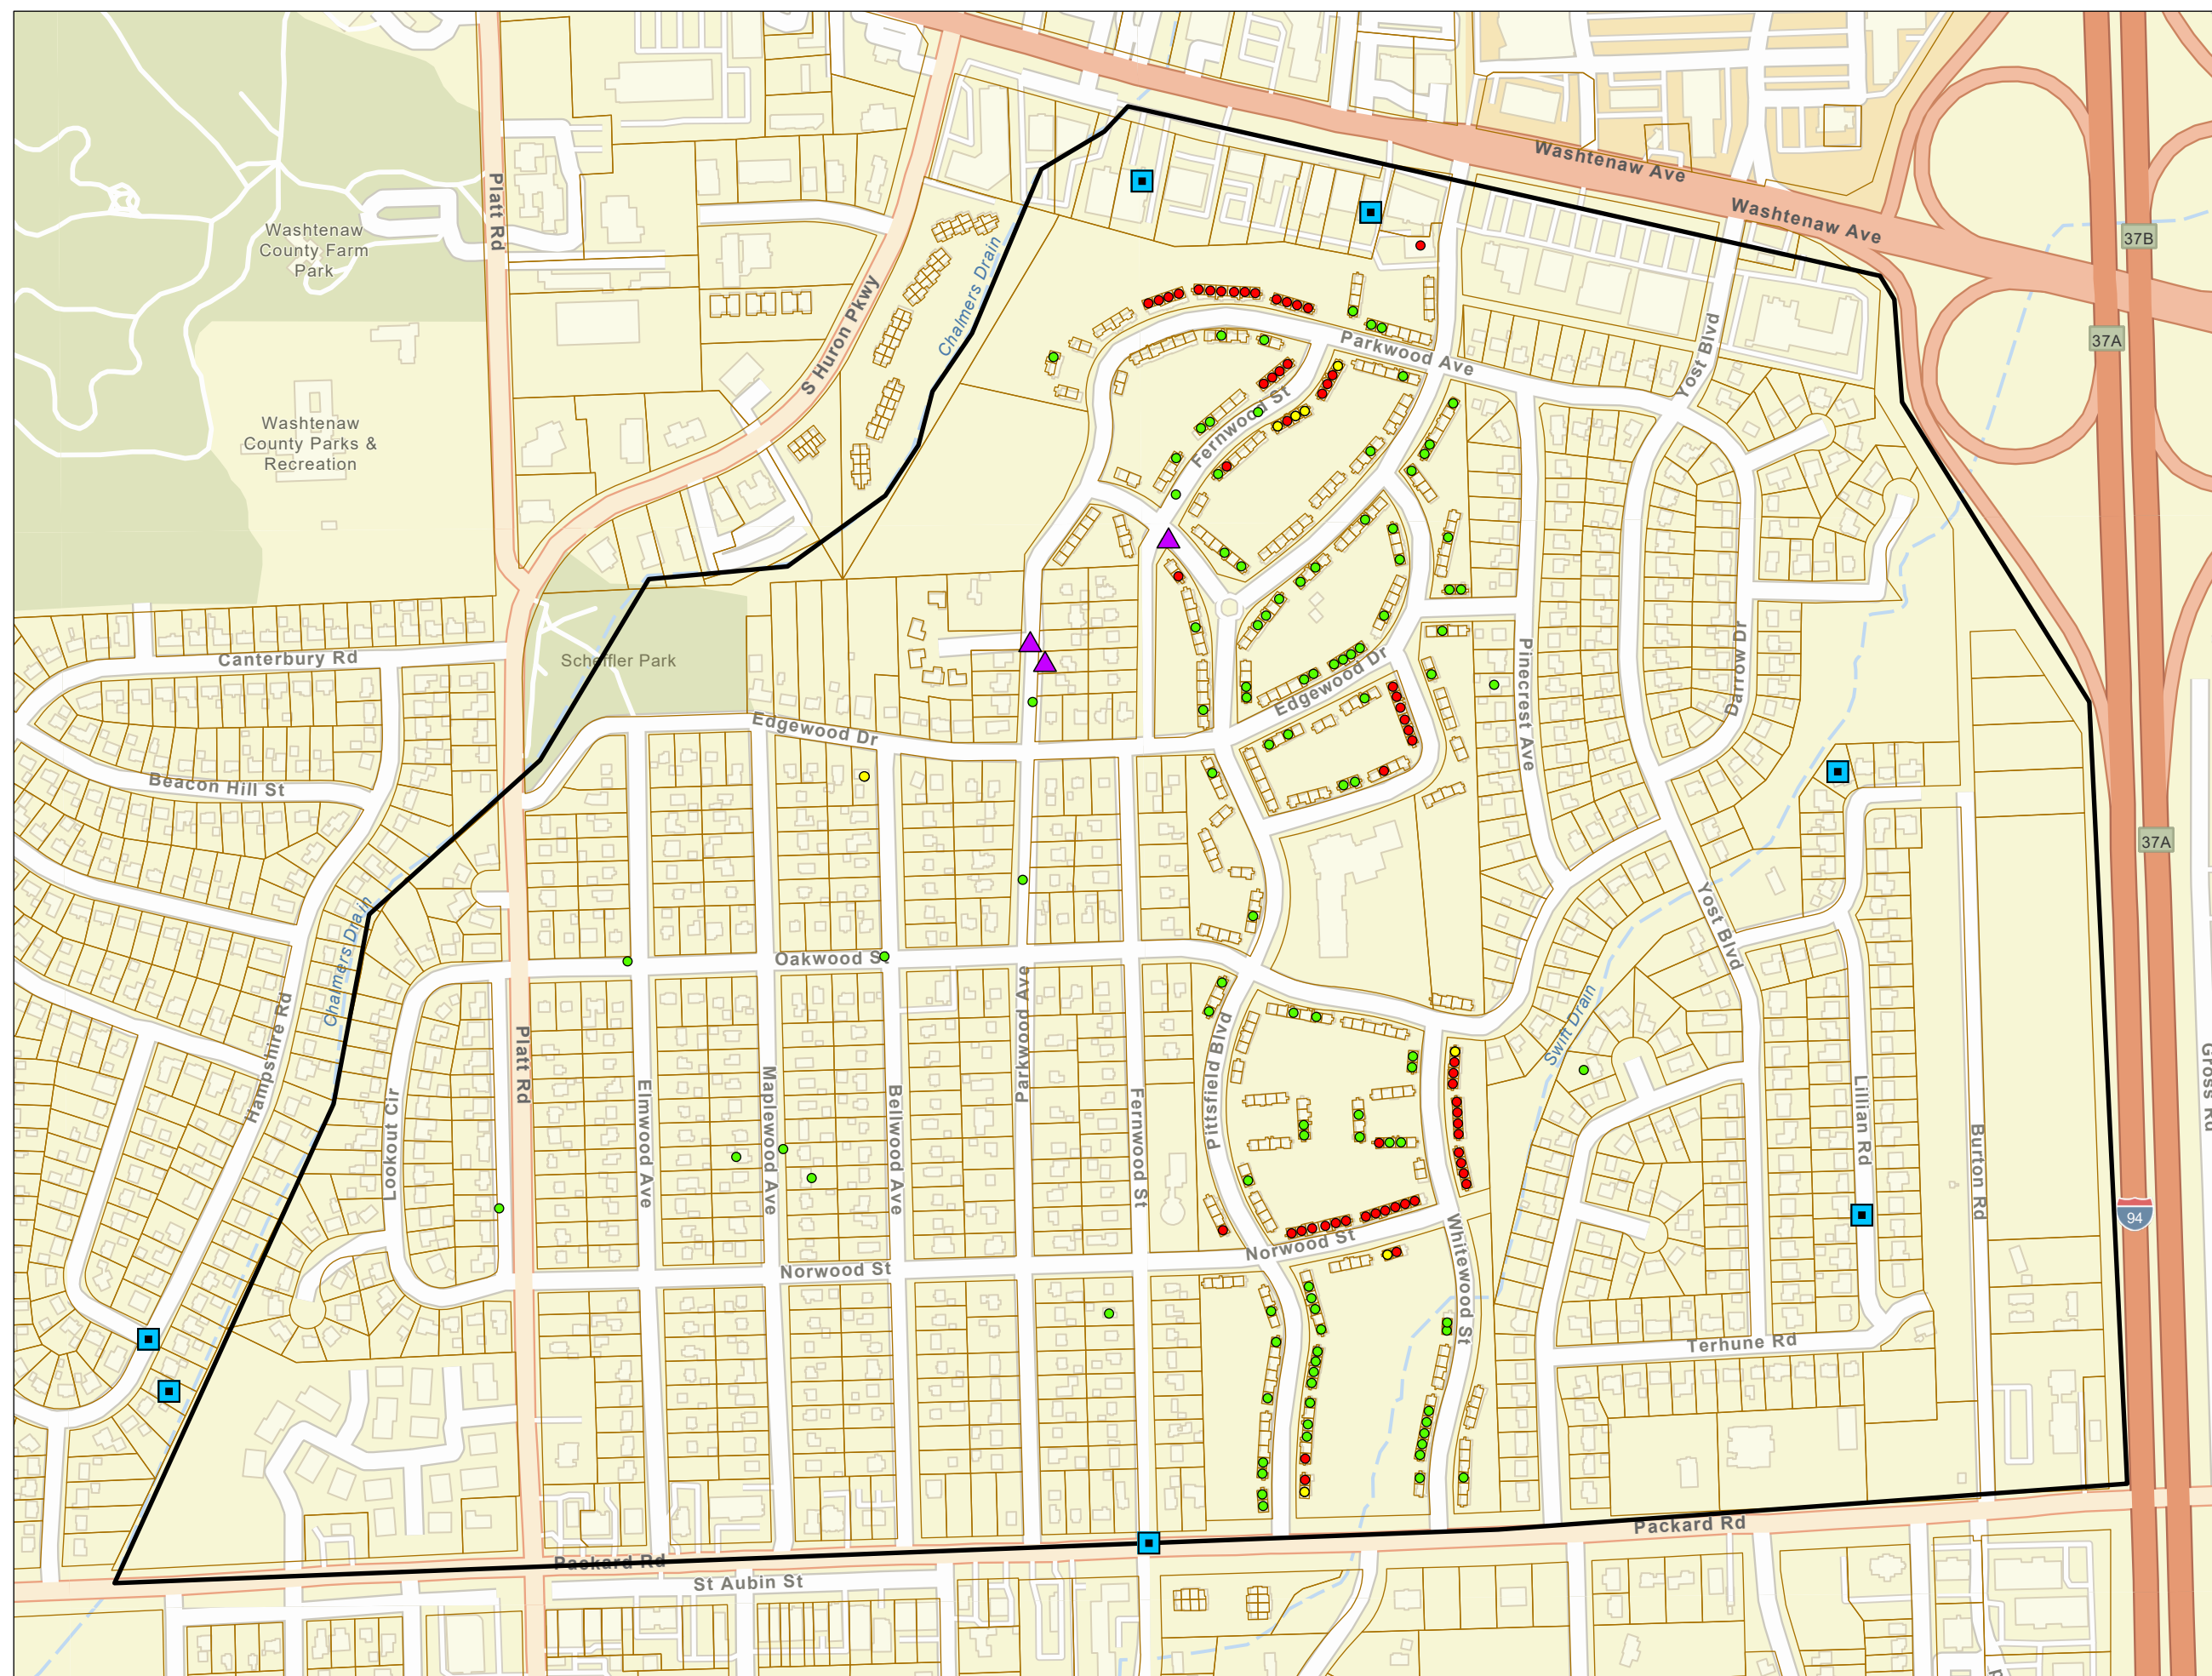 Washtenaw Ave
Washtenaw Ave
37B
37A
Platt Rd
Washtenaw
County Farm
Park
S Huron Pkwy
Chalmers Drain
Parkwood Ave
Yost Blvd
Washtenaw
County Parks &
Recreation
Fernwood St
Canterbury Rd
Scheffler Park
Edgewood Dr
Pinecrest Ave
Darrow Dr
Edgewood Dr
Beacon Hill St
37A
Chalmers Drain
Oakwood S
Yost Blvd
Hampshire Rd
Platt Rd
Parkwood Ave
Swift Drain
Pittsfield Blvd
Gross Rd
Lookout Cir
Elmwood Ave
Maplewood Ave
Bellwood Ave
Fernwood St
Lillian Rd
Burton Rd
94
Norwood St
Norwood St
Whitewood St
Terhune Rd
Packard Rd
Packard Rd
St Aubin St